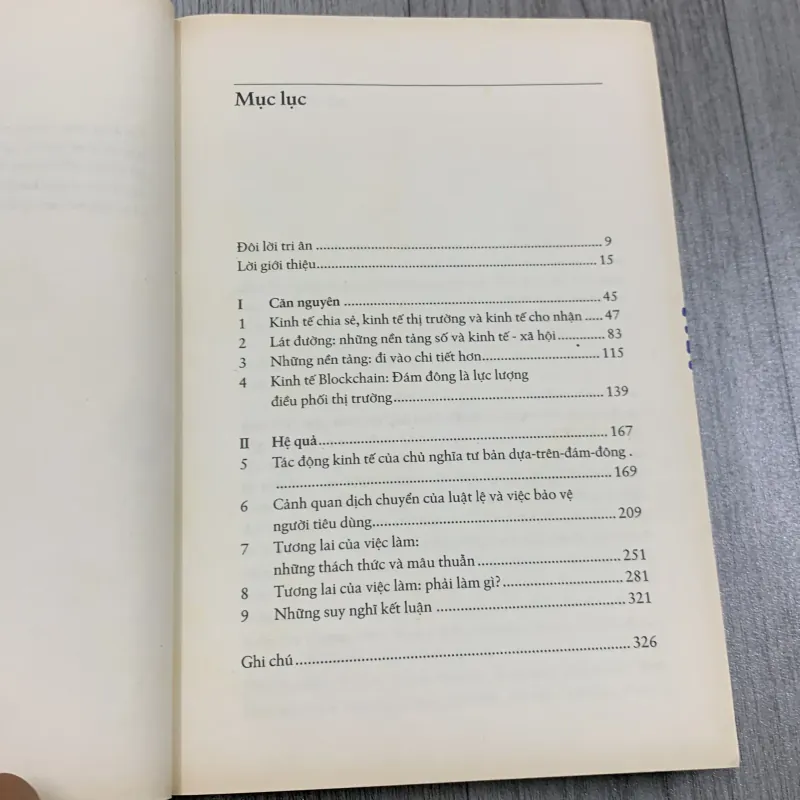 Mục lục
Đôi lời tri ân ........ 9
Lời giới thiệu ........ 15
I Căn nguyên ........ 45
1 Kinh tế chia sẻ, kinh tế thị trường và kinh tế cho nhận ..... 47
2 Lát đường: những nền tảng số và kinh tế - xã hội ........ 83
3 Những nền tảng: đi vào chi tiết hơn ........ 115
4 Kinh tế Blockchain: Đám đông là lực lượng
điều phối thị trường ........ 139
II Hệ quả ........ 167
5 Tác động kinh tế của chủ nghĩa tư bản dựa-trên-đám-đông .
........ 169
6 Cảnh quan dịch chuyển của luật lệ và việc bảo vệ
người tiêu dùng ........ 209
7 Tương lai của việc làm:
những thách thức và mâu thuẫn ........ 251
8 Tương lai của việc làm: phải làm gì? ........ 281
9 Những suy nghĩ kết luận ........ 321
Ghi chú ........ 326